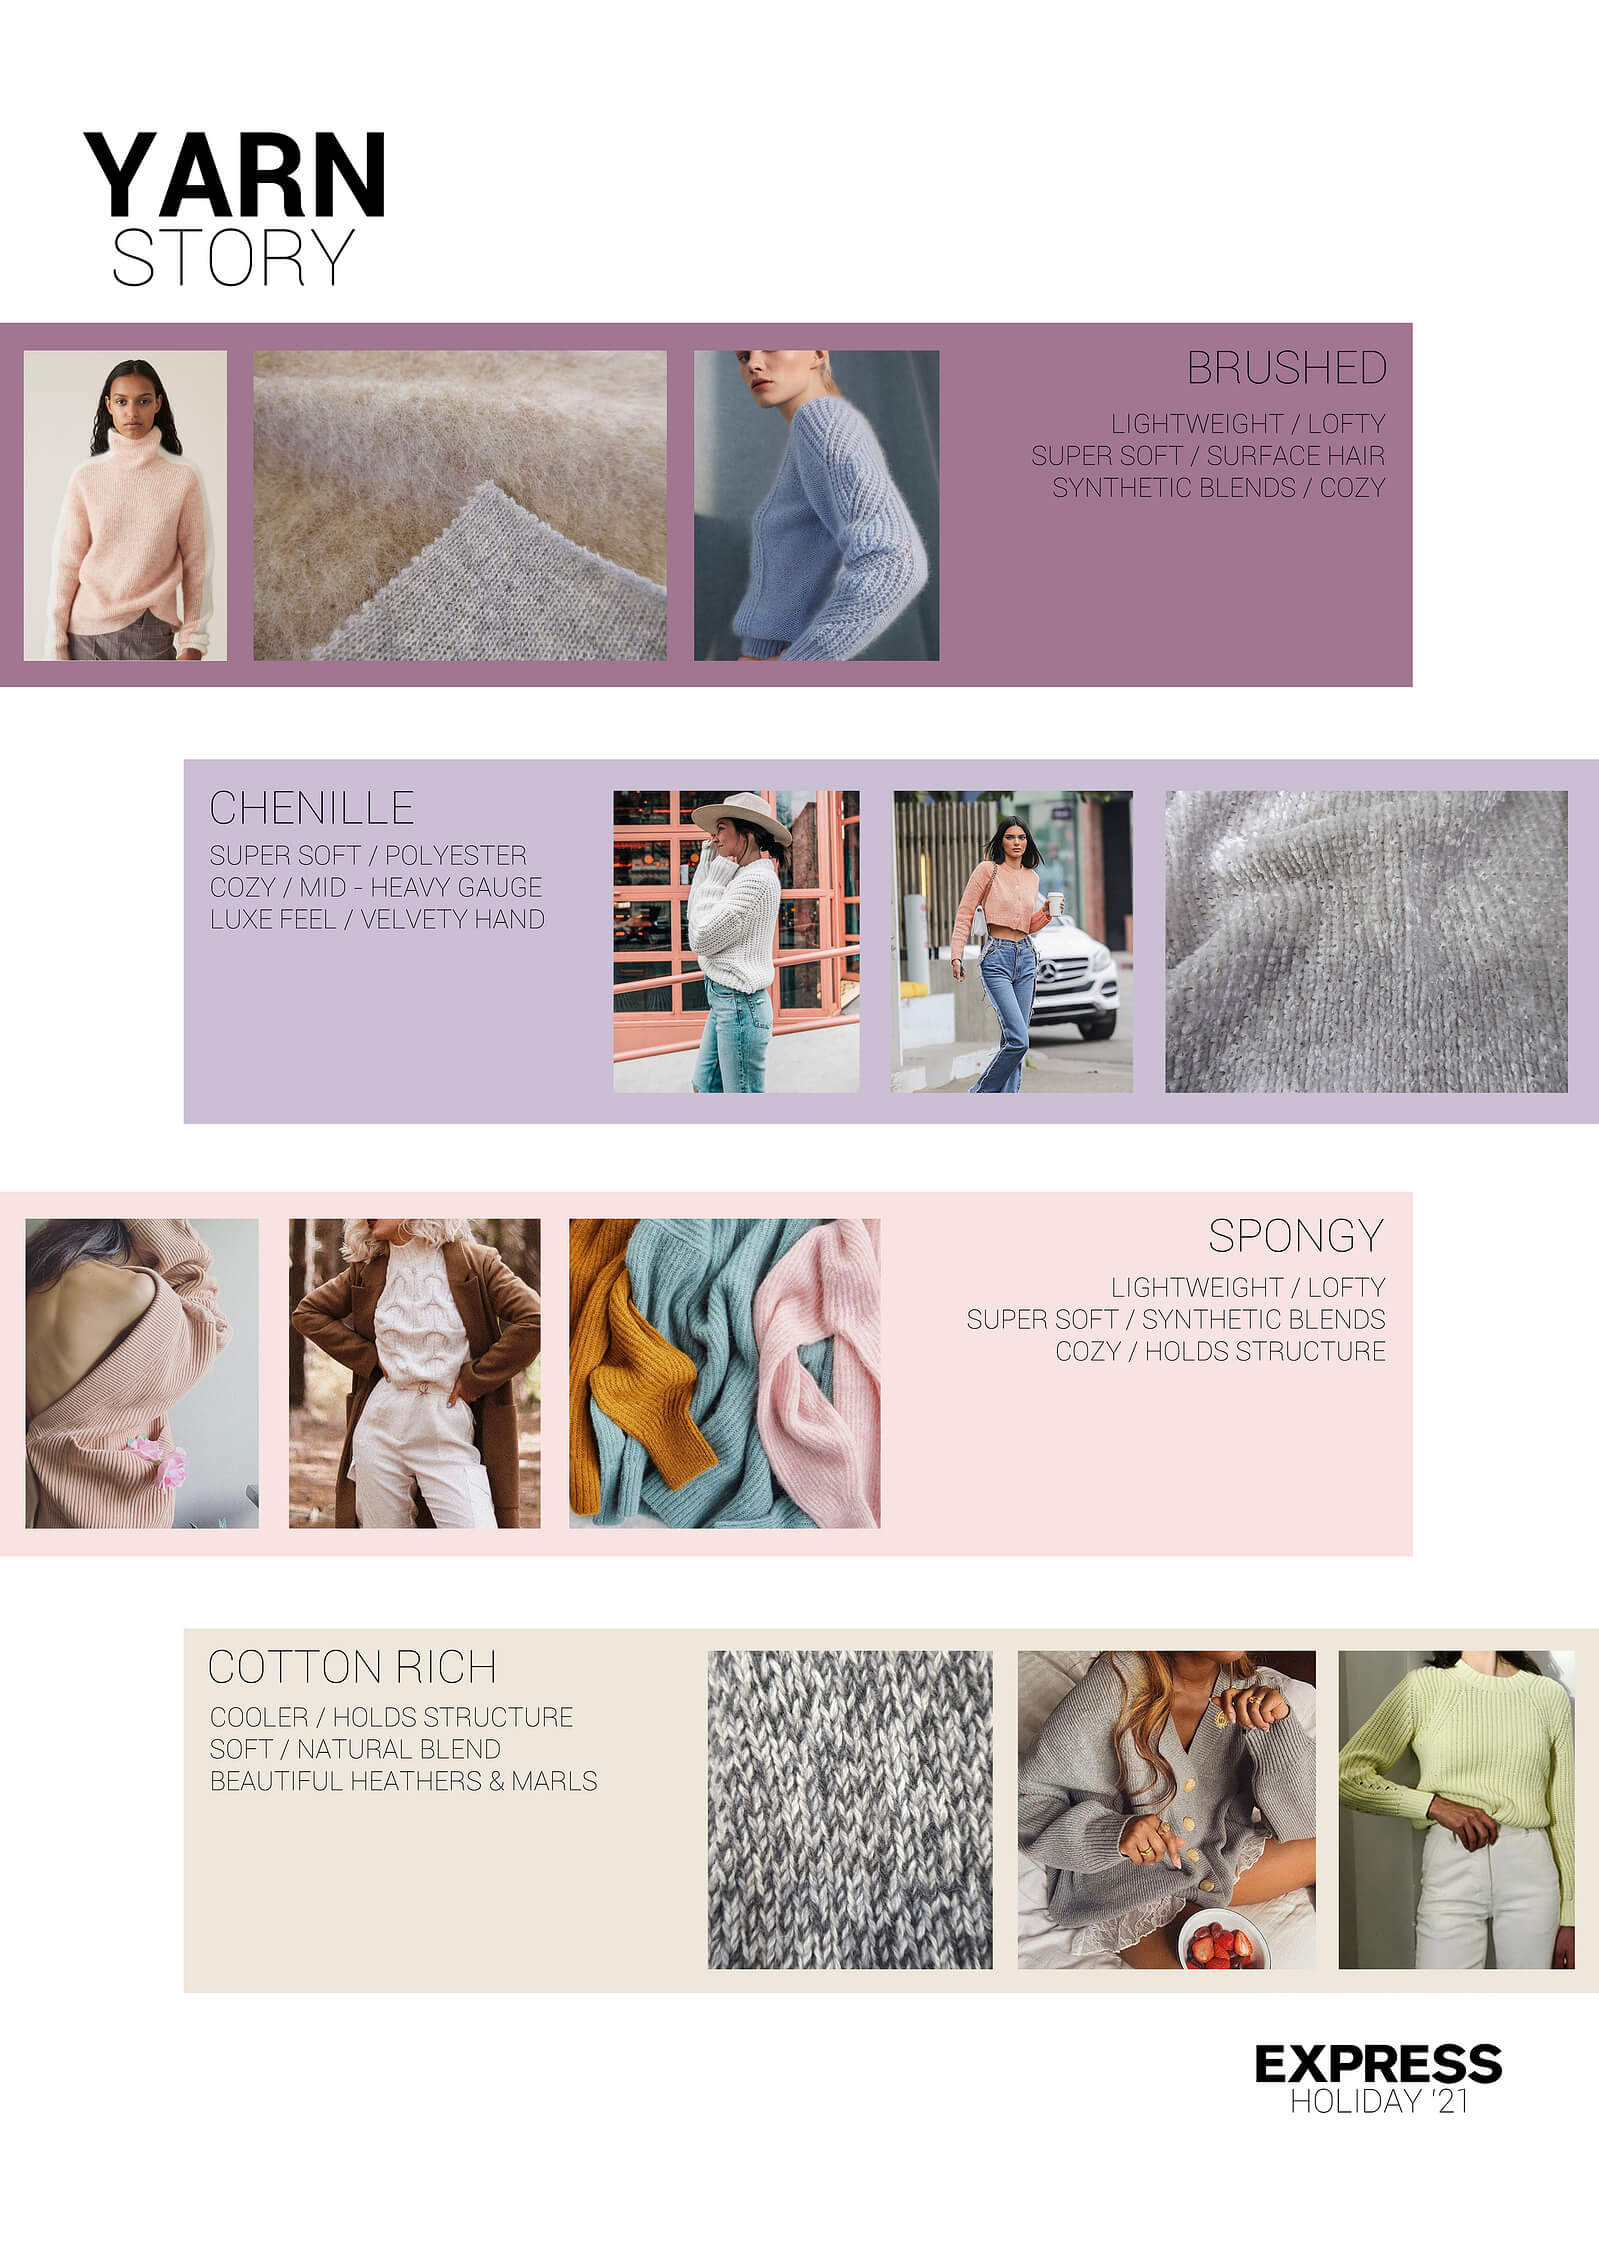 YARN
STORY
BRUSHED
LIGHTWEIGHT / LOFTY
SUPER SOFT / SURFACE HAIR
SYNTHETIC BLENDS / COZY
CHENILLE
SUPER SOFT / POLYESTER
COZY / MID - HEAVY GAUGE
LUXE FEEL / VELVETY HAND
SPONGY
LIGHTWEIGHT / LOFTY
SUPER SOFT / SYNTHETIC BLENDS
COZY / HOLDS STRUCTURE
COTTON RICH
COOLER / HOLDS STRUCTURE
SOFT / NATURAL BLEND
BEAUTIFUL HEATHERS & MARLS
EXPRESS
HOLIDAY '21